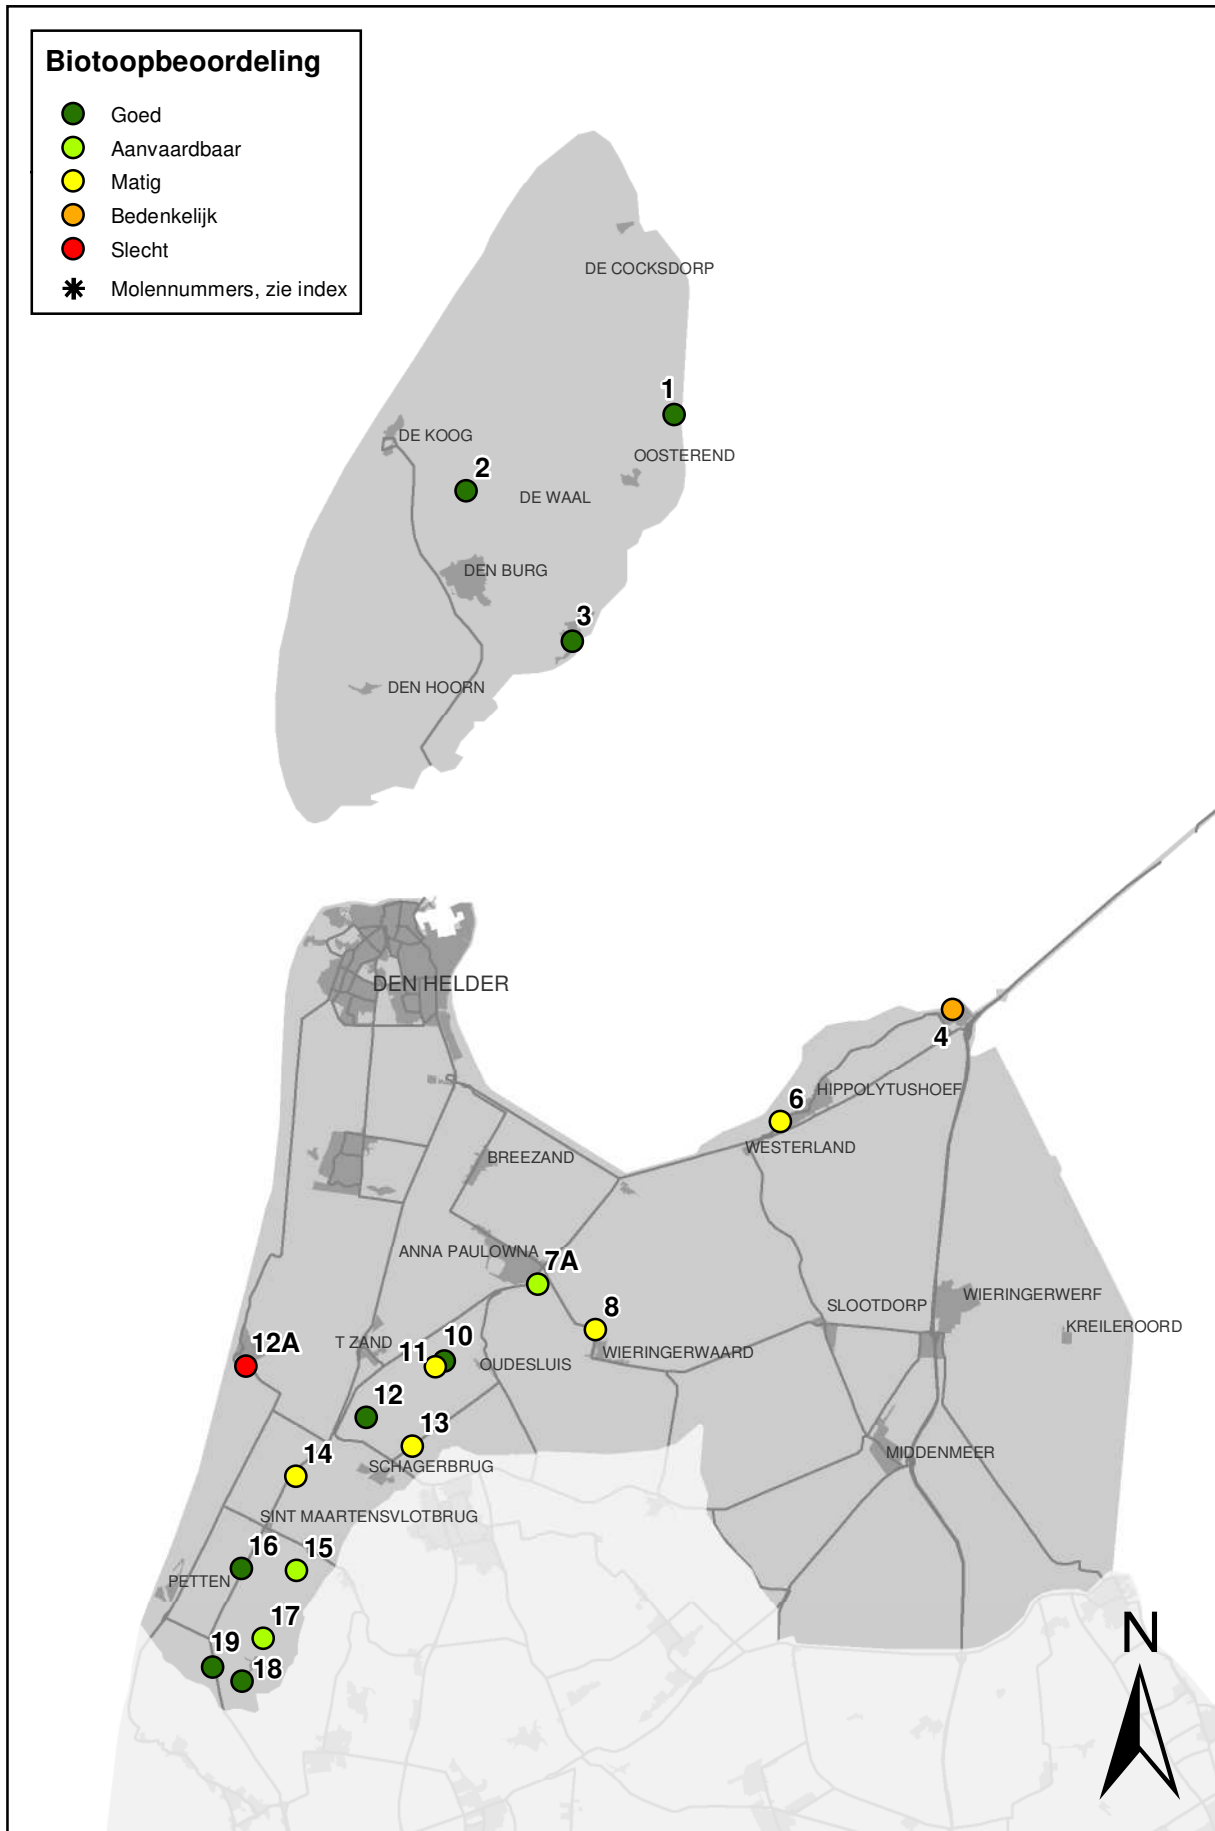 Biotoopbeoordeling
Goed
Aanvaardbaar
Matig
Bedenkelijk
Slecht
Molennummers, zie index
DE COCKSDORP
1
DE KOOG
OOSTEREND
2
DE WAAL
DEN BURG
3
DEN HOORN
DEN HELDER
4
HIPPOLYTUSHOEF
6
WESTERLAND
BREEZAND
ANNA PAULOWNA
7A
WIERINGERWERF
SLOOTDORP
8
KREILEROORD
12A
T ZAND
10
11
WIERINGERWAARD
OUDESLUIS
12
13
MIDDENMEER
14
SCHAGERBRUG
SINT MAARTENSVLOTBRUG
16
15
PETTEN
17
N
19
18